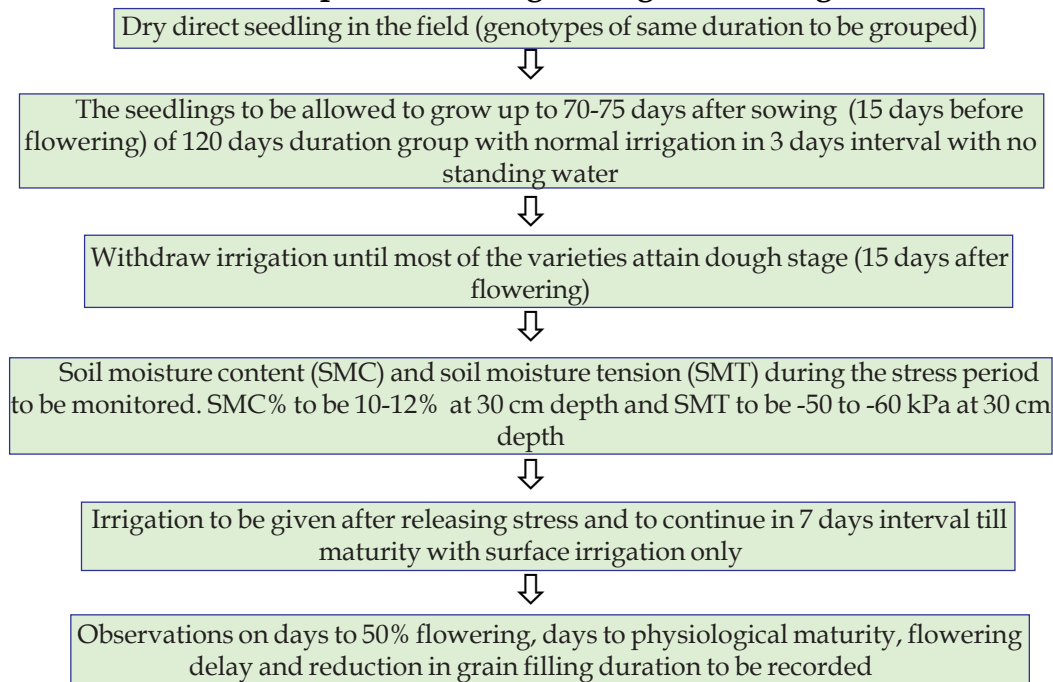 Dry direct seedling in the field (genotypes of same duration to be grouped)
The seedlings to be allowed to grow up to 70-75 days after sowing (15 days before
flowering) of 120 days duration group with normal irrigation in 3 days interval with no
standing water
Withdraw irrigation until most of the varieties attain dough stage (15 days after
flowering)
Soil moisture content (SMC) and soil moisture tension (SMT) during the stress period
to be monitored. SMC% to be 10-12% at 30 cm depth and SMT to be -50 to -60 kPa at 30 cm
depth
Irrigation to be given after releasing stress and to continue in 7 days interval till
maturity with surface irrigation only
Observations on days to 50% flowering, days to physiological maturity, flowering
delay and reduction in grain filling duration to be recorded